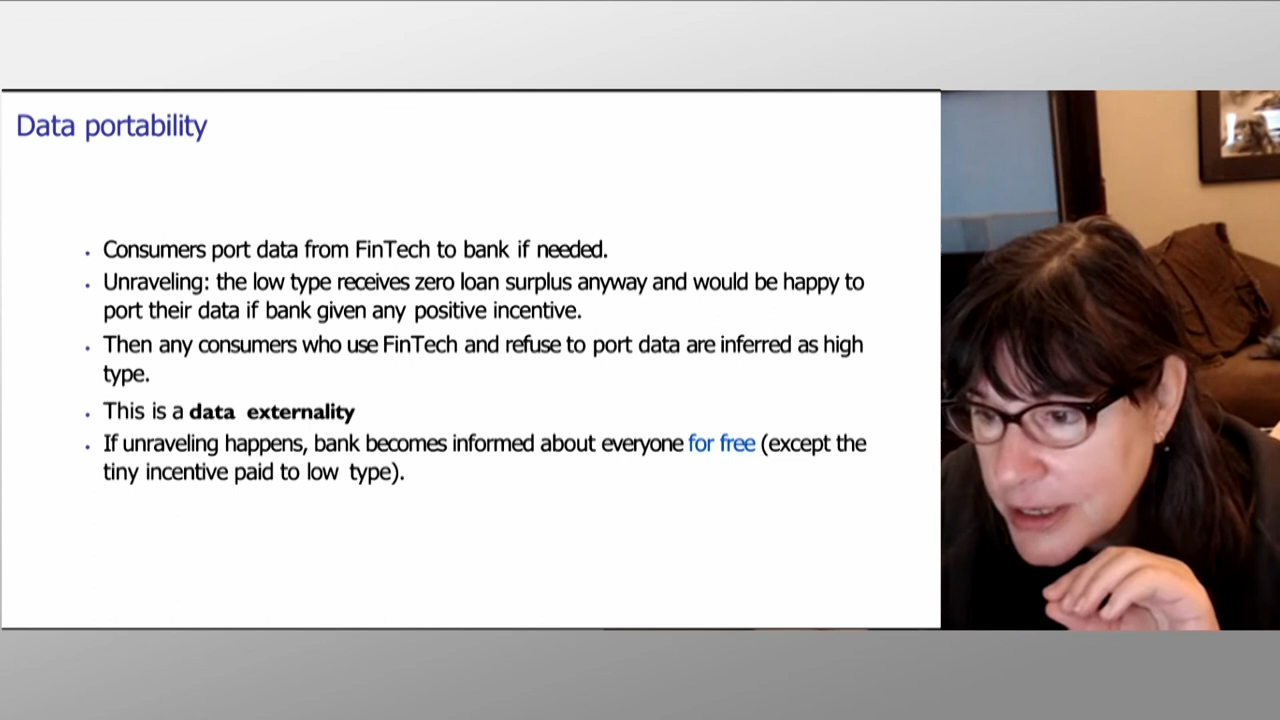 Data portability
Consumers port data from FinTech to bank if needed.
Unraveling: the low type receives zero loan surplus anyway and would be happy to
port their data if bank given any positive incentive.
Then any consumers who use FinTech and refuse to port data are inferred as high
type.
This is a data externality
If unraveling happens, bank becomes informed about everyone for free (except the
tiny incentive paid to low type).